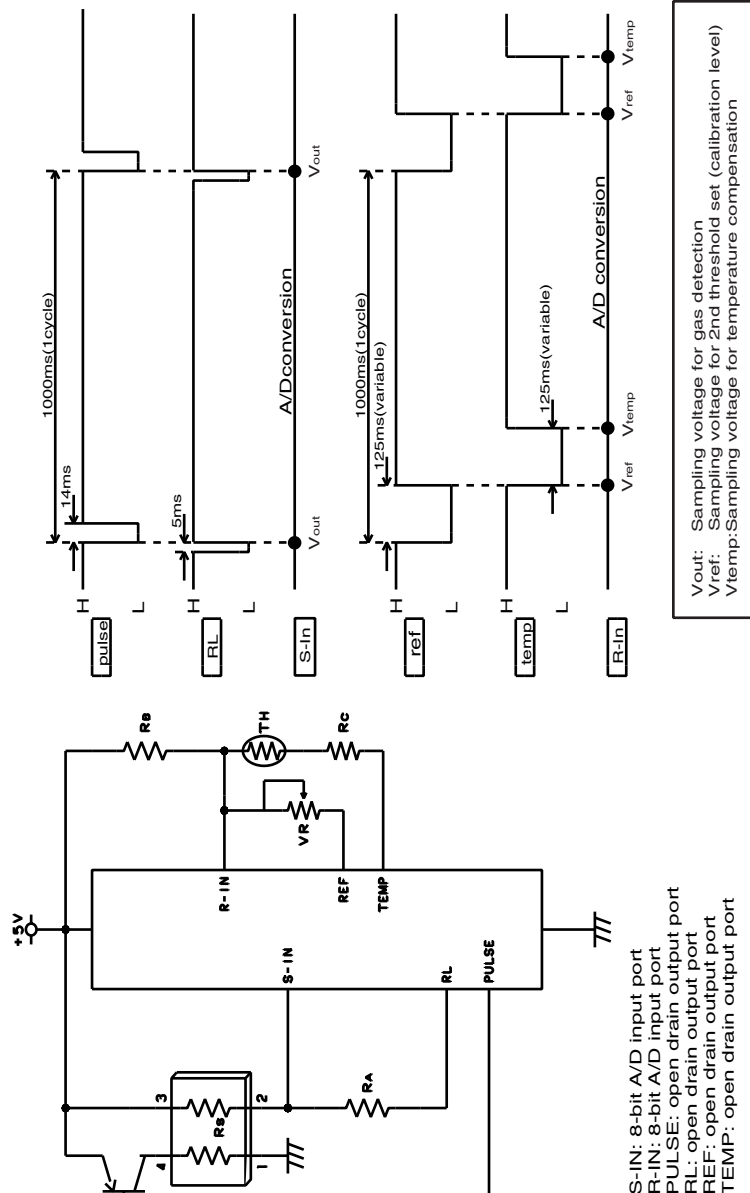 +5V
4
3
Rs
1
2
RA
S-IN
RL
PULSE
R-IN
REF
TEMP
VR
RB
TH
RC
S-IN: 8-bit A/D input port
R-IN: 8-bit A/D input port
PULSE: open drain output port
RL: open drain output port
REF: open drain output port
TEMP: open drain output port
1000ms(1cycle)
14ms
pulse
H
L
5ms
RL
H
L
S-In
A/Dconversion
Vout
Vout
1000ms(1cycle)
125ms(variable)
ref
H
L
125ms(variable)
temp
H
L
A/D conversion
R-In
Vref
Vtemp
Vref
Vtemp
Vout: Sampling voltage for gas detection
Vref: Sampling voltage for 2nd threshold set (calibration level)
Vtemp:Sampling voltage for temperature compensation